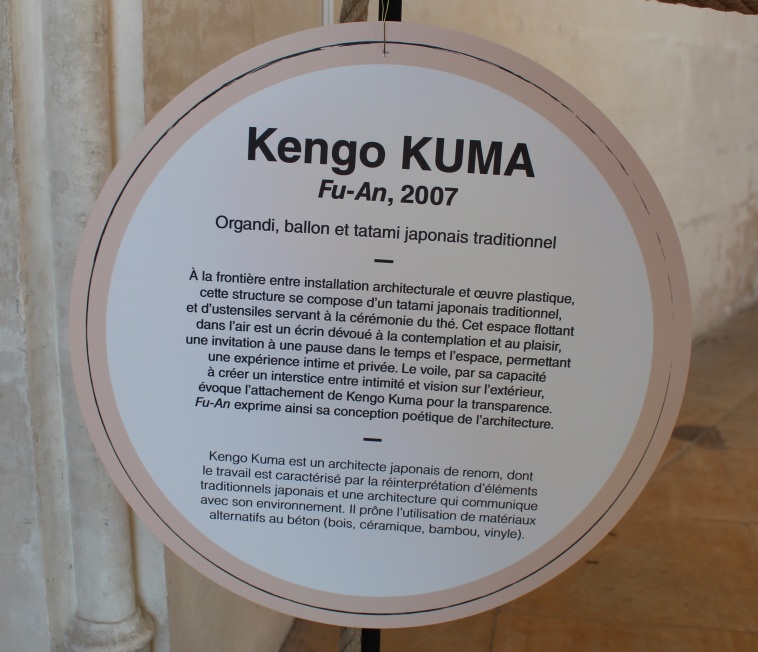 Kengo KUMA
Fu-An, 2007
Organdi, ballon et tatami japonais traditionnel
À la frontière entre installation architecturale et œuvre plastique,
cette structure se compose d'un tatami japonais traditionnel,
et d'ustensiles servant à la cérémonie du thé. Cet espace flottant
dans l'air est un écrin dévoué à la contemplation et au plaisir,
une invitation à une pause dans le temps et l'espace, permettant
une expérience intime et privée. Le voile, par sa capacité
à créer un interstice entre intimité et vision sur l'extérieur,
évoque l'attachement de Kengo Kuma pour la transparence.
Fu-An exprime ainsi sa conception poétique de l'architecture.
Kengo Kuma est un architecte japonais de renom, dont
le travail est caractérisé par la réinterprétation d'éléments
traditionnels japonais et une architecture qui communique
avec son environnement. Il prône l'utilisation de matériaux
alternatifs au béton (bois, céramique, bambou, vinyle).